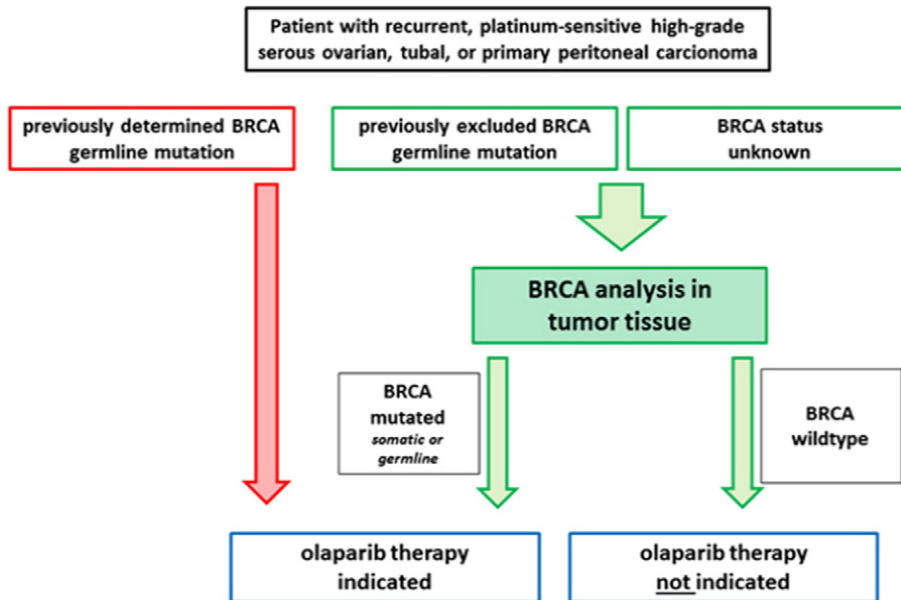 Patient with recurrent, platinum-sensitive high-grade
serous ovarian, tubal, or primary peritoneal carcionoma
previously determined BRCA
germline mutation
previously excluded BRCA
germline mutation
BRCA status
unknown
BRCA analysis in
tumor tissue
BRCA
mutated
somatic or
germline
BRCA
wildtype
olaparib therapy
indicated
olaparib therapy
not indicated